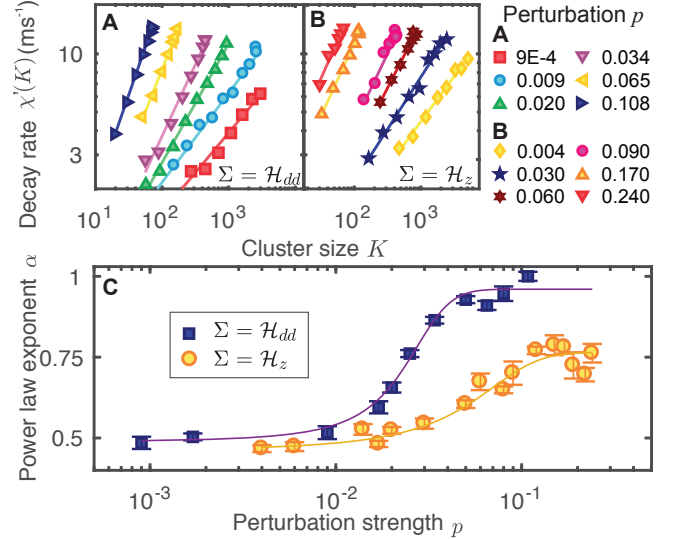 A
B
Σ = ℋdd
Σ = ℋz
10
3
Decay rate χ′(K) (ms⁻¹)
10¹ 10² 10³ 10² 10³
Cluster size K
Perturbation p
A
9E-4 0.034
0.009 0.065
0.020 0.108
B
0.004 0.090
0.030 0.170
0.060 0.240
C
Σ = ℋdd
Σ = ℋz
1
0.75
0.5
Power law exponent α
10⁻³ 10⁻² 10⁻¹
Perturbation strength p